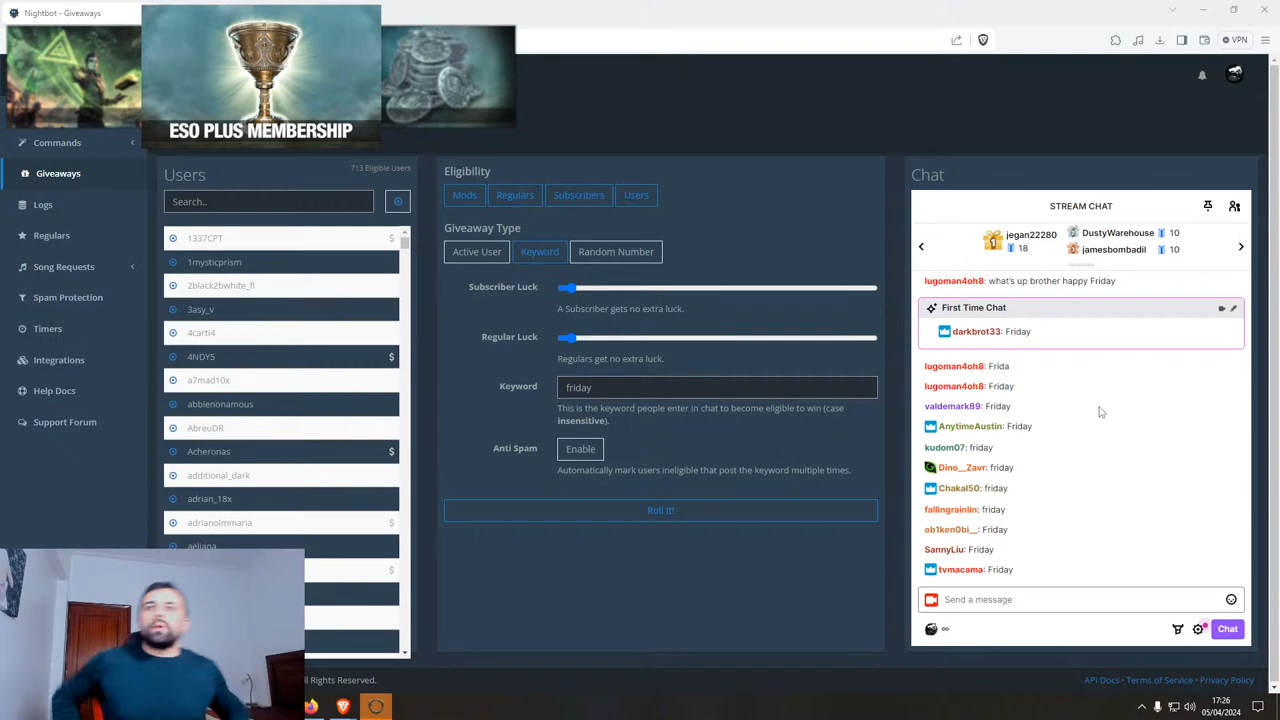 Nightbot - Giveaways
VPN
ESO PLUS MEMBERSHIP
Commands
Giveaways
Logs
Regulars
Song Requests
Spam Protection
Timers
Integrations
Help Docs
Support Forum
Users
713 Eligible Users
Search..
1337CPT $
1mysticprism
2black2bwhite_fl
3asy_v
4carti4
4NDY5 $
a7mad10x
abbienonamous
AbreuDR
Acheronas $
additional_dark
adrian_18x
adrianolmmaria $
aeliana
$
Eligibility
Mods Regulars Subscribers Users
Giveaway Type
Active User Keyword Random Number
Subscriber Luck
A Subscriber gets no extra luck.
Regular Luck
Regulars get no extra luck.
Keyword friday
This is the keyword people enter in chat to become eligible to win (case
insensitive).
Anti Spam Enable
Automatically mark users ineligible that post the keyword multiple times.
Roll It!
Chat
STREAM CHAT
1 jegan22280
18
DustyWarehouse 10
jamesbombadil 10
lugoman4oh8: what's up brother happy Friday
First Time Chat
darkbrot33: Friday
lugoman4oh8: Frida
lugoman4oh8: Friday
valdemark89: Friday
AnytimeAustin: Friday
kudom07: friday
Dino__Zavr: friday
Chakal50: friday
fallingrainlin: friday
ob1ken0bi__: Friday
SannyLiu: Friday
tvmacama: Friday
Send a message
∞
Chat
ll Rights Reserved.
API Docs · Terms of Service · Privacy Policy
17:26
05/04/2024